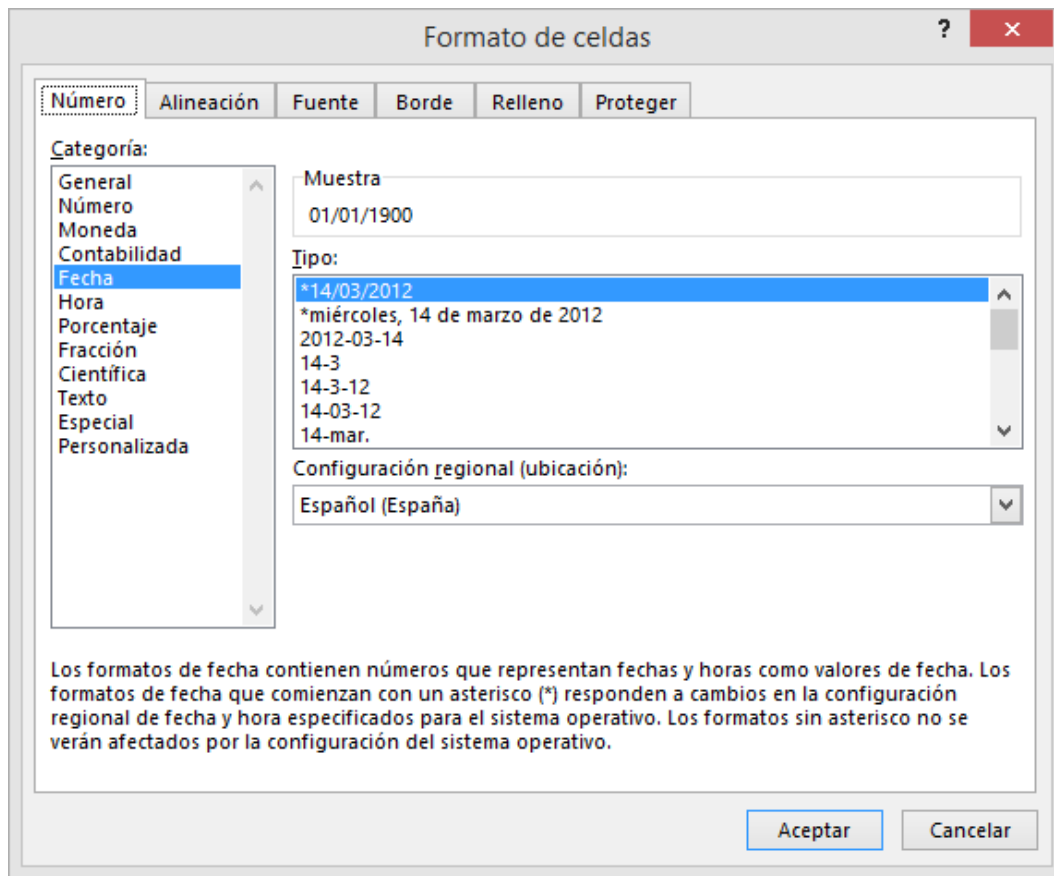 Formato de celdas
?
Número Alineación Fuente Borde Relleno Proteger
Categoría:
General
Número
Moneda
Contabilidad
Fecha
Hora
Porcentaje
Fracción
Científica
Texto
Especial
Personalizada
Muestra
01/01/1900
Tipo:
*14/03/2012
*miércoles, 14 de marzo de 2012
2012-03-14
14-3
14-3-12
14-03-12
14-mar.
Configuración regional (ubicación):
Español (España)
Los formatos de fecha contienen números que representan fechas y horas como valores de fecha. Los
formatos de fecha que comienzan con un asterisco (*) responden a cambios en la configuración
regional de fecha y hora especificados para el sistema operativo. Los formatos sin asterisco no se
verán afectados por la configuración del sistema operativo.
Aceptar Cancelar